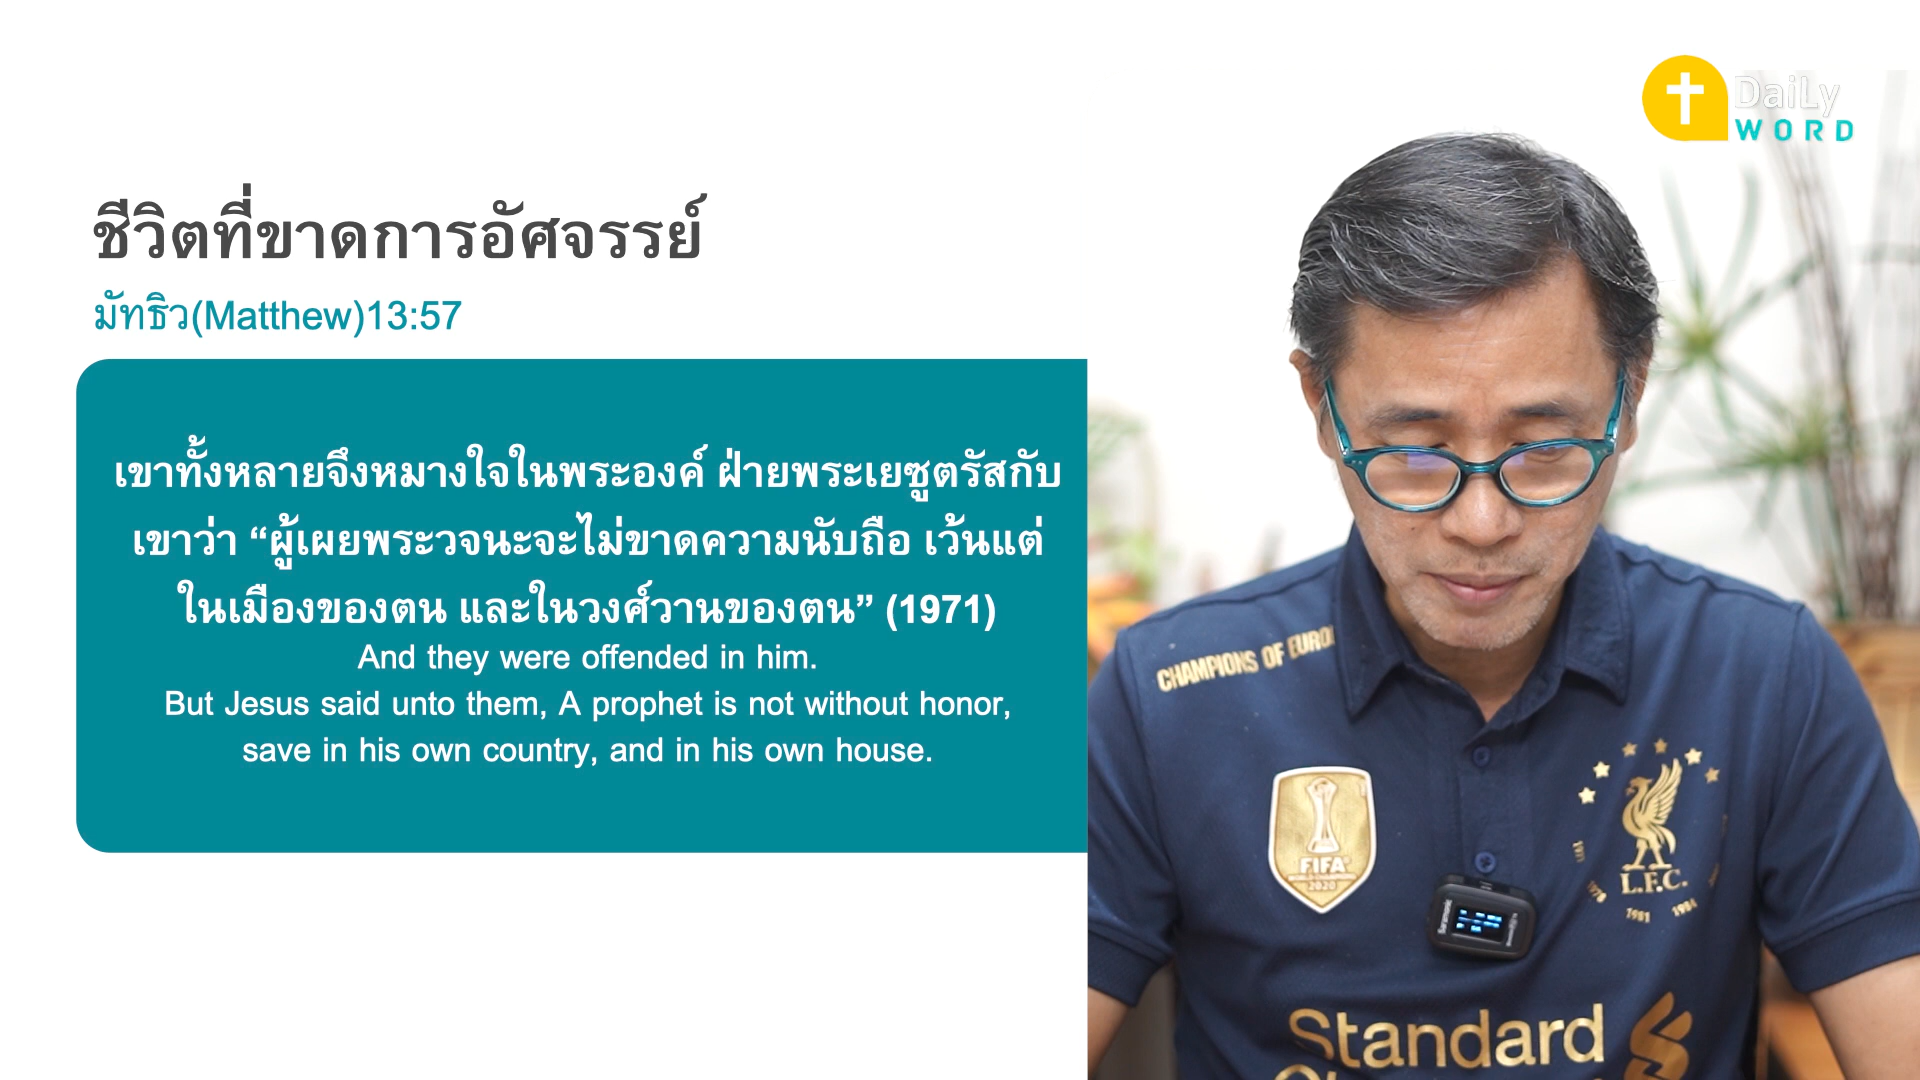 DaiLy
WORD
ชีวิตที่ขาดการอัศจรรย์
มัทธิว(Matthew)13:57
เขาทั้งหลายจึงหมางใจในพระองค์ ฝ่ายพระเยซูตรัสกับ
เขาว่า “ผู้เผยพระวจนะจะไม่ขาดความนับถือ เว้นแต่
ในเมืองของตน และในวงศ์วานของตน” (1971)
And they were offended in him.
But Jesus said unto them, A prophet is not without honor,
save in his own country, and in his own house.
CHAMPIONS OF
FIFA
WORLD CHAMPIONS
2020
L.F.C.
1977
1978
1981
1984
Saramonic
Standard